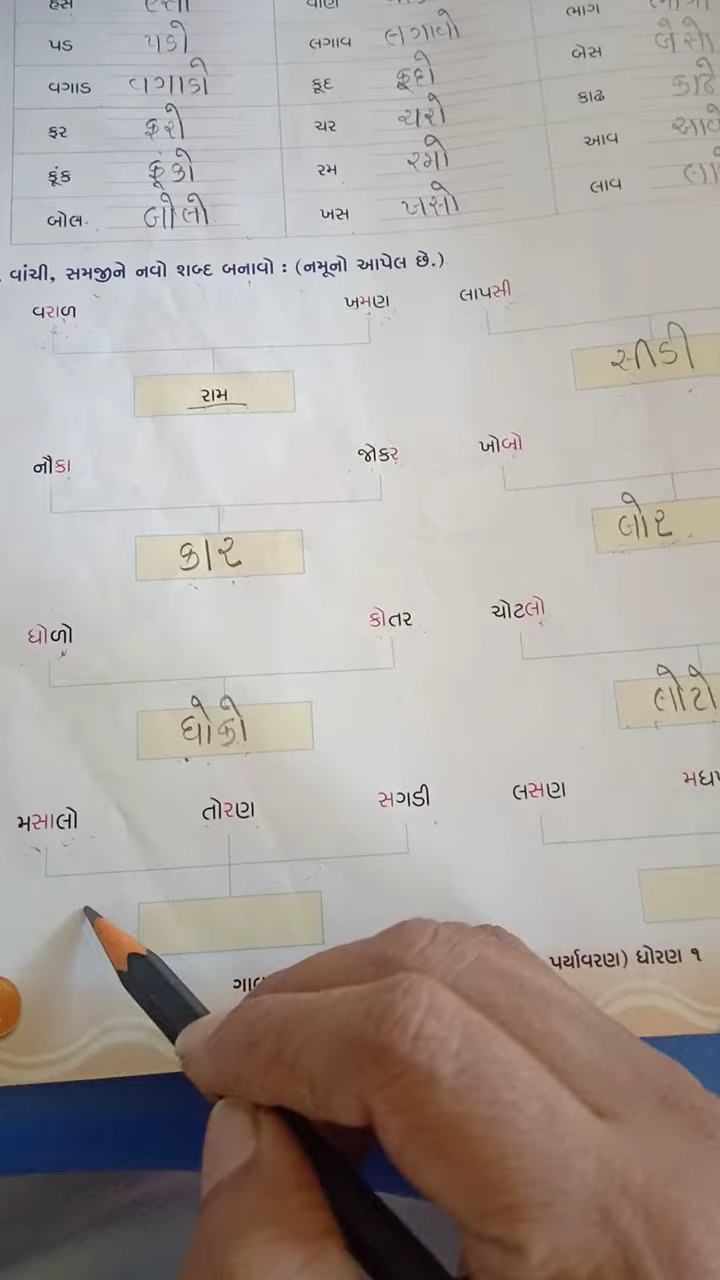 હસ
ભાગ
પડ પડો લગાવ લગાવો બેસ બેસો
વગાડ વગાડો કૂદ કૂદો કાઢ
ફર ફરો ચર ચરો આવ
ફૂંક ફૂંકો રમ રમો લાવ
બોલ બોલો ખસ ખસો
વાંચી, સમજીને નવો શબ્દ બનાવો : (નમૂનો આપેલ છે.)
વરાળ ખમણ લાપસી
રામ સીડી
નૌકા જોકર ખોબો
કાર બોર
ધોળો કોતર ચોટલો
ધોકો લોટો
મસાલો તોરણ સગડી લસણ
પર્યાવરણ) ધોરણ ૧